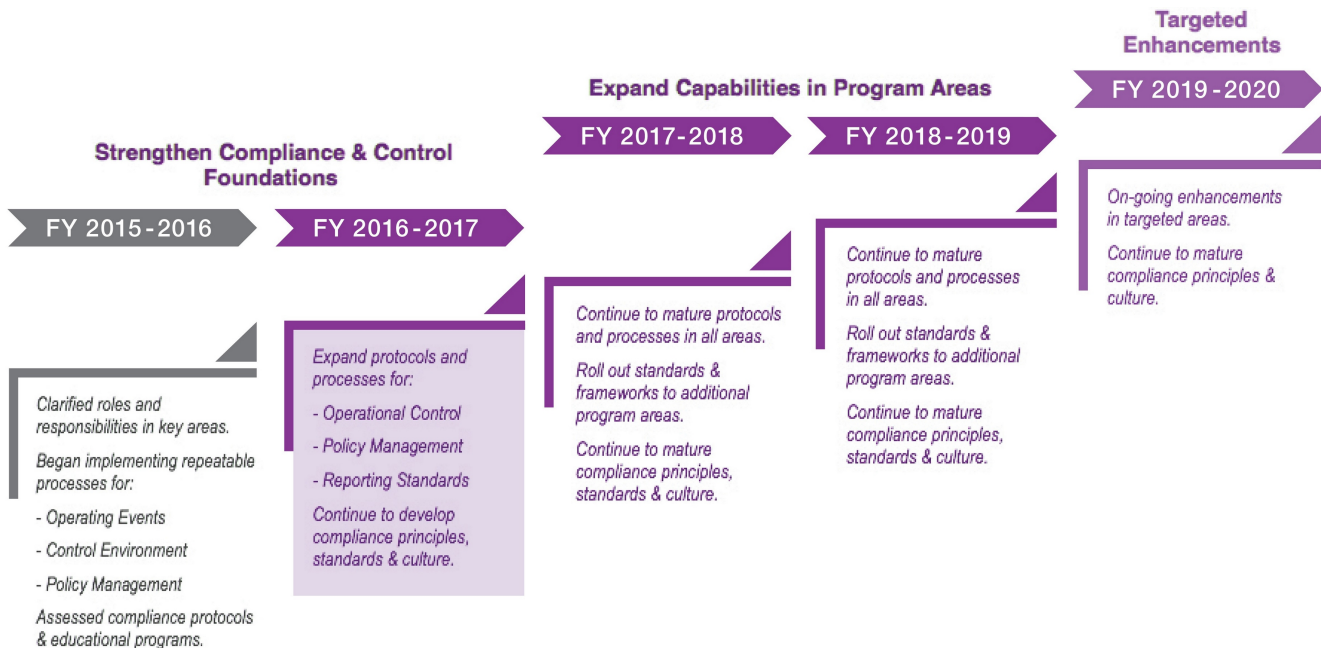 Strengthen Compliance & Control
Foundations
FY 2015-2016
Clarified roles and
responsibilities in key areas.
Began implementing repeatable
processes for:
- Operating Events
- Control Environment
- Policy Management
Assessed compliance protocols
& educational programs.
FY 2016-2017
Expand protocols and
processes for:
- Operational Control
- Policy Management
- Reporting Standards
Continue to develop
compliance principles,
standards & culture.
Expand Capabilities in Program Areas
FY 2017-2018
Continue to mature protocols
and processes in all areas.
Roll out standards &
frameworks to additional
program areas.
Continue to mature
compliance principles,
standards & culture.
FY 2018-2019
Continue to mature
protocols and processes
in all areas.
Roll out standards &
frameworks to additional
program areas.
Continue to mature
compliance principles,
standards & culture.
Targeted
Enhancements
FY 2019-2020
On-going enhancements
in targeted areas.
Continue to mature
compliance principles &
culture.